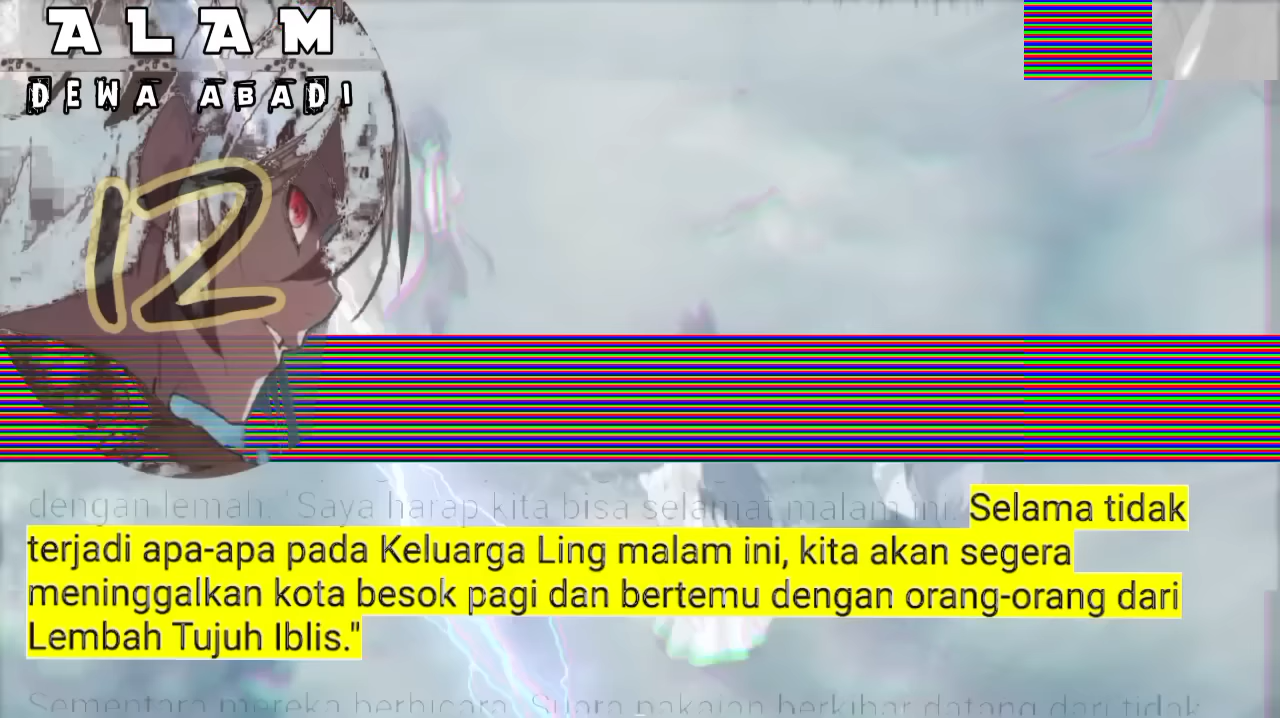 ALAM
DEWA ABADI
12
dengan lemah. "Saya harap kita bisa selamat malam ini. Selama tidak
terjadi apa-apa pada Keluarga Ling malam ini, kita akan segera
meninggalkan kota besok pagi dan bertemu dengan orang-orang dari
Lembah Tujuh Iblis."
Sementara mereka berbicara. Suara pakaian berkibar datang dari tidak